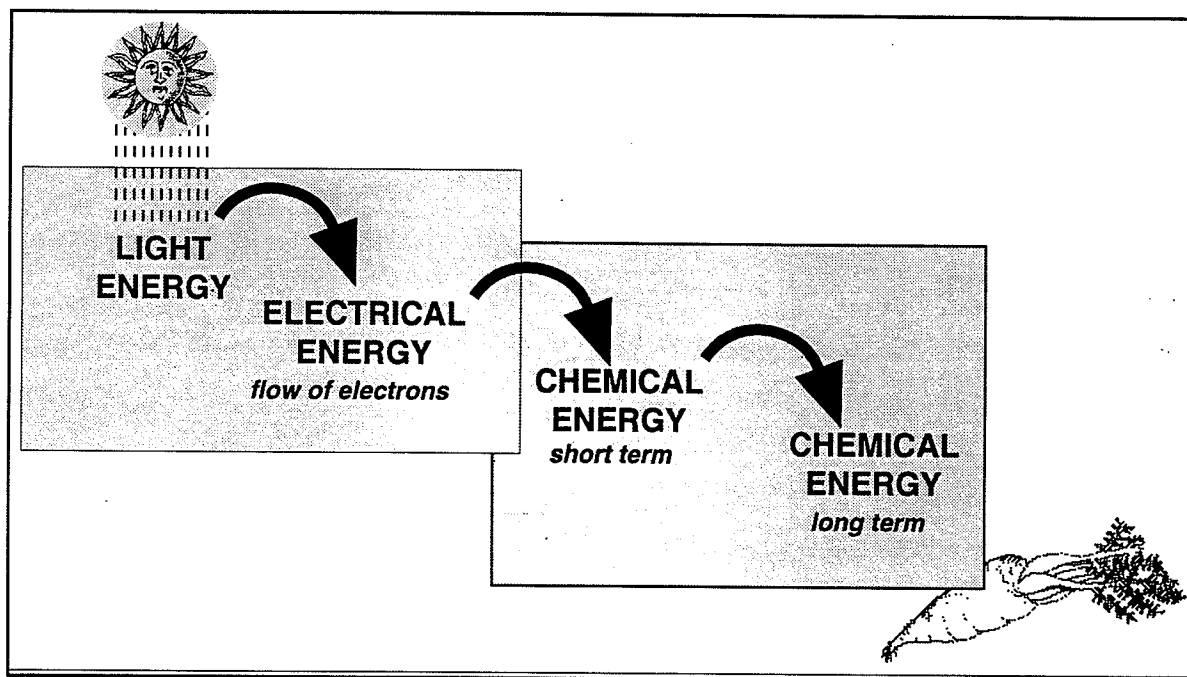 LIGHT
ENERGY
ELECTRICAL
ENERGY
flow of electrons
CHEMICAL
ENERGY
short term
CHEMICAL
ENERGY
long term